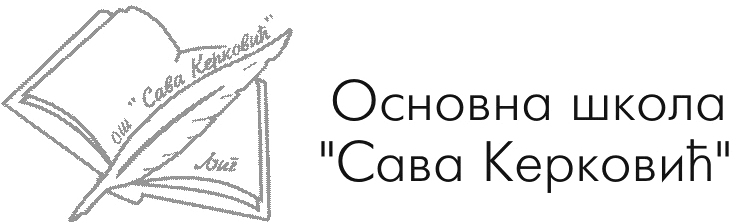 ош "Сава Керковић"
Љиг
Основна школа
"Сава Керковић"